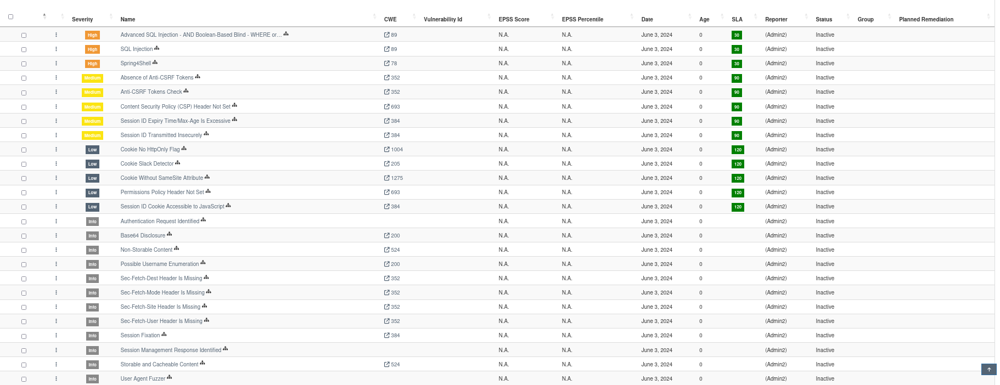 Severity Name CWE Vulnerability Id EPSS Score EPSS Percentile Date Age SLA Reporter Status Group Planned Remediation
High Advanced SQL Injection - AND Boolean-Based Blind - WHERE or... 89 N.A. N.A. June 3, 2024 0 30 (Admin2) Inactive
High SQL Injection 89 N.A. N.A. June 3, 2024 0 30 (Admin2) Inactive
High Spring4Shell 78 N.A. N.A. June 3, 2024 0 30 (Admin2) Inactive
Medium Absence of Anti-CSRF Tokens 352 N.A. N.A. June 3, 2024 0 90 (Admin2) Inactive
Medium Anti-CSRF Tokens Check 352 N.A. N.A. June 3, 2024 0 90 (Admin2) Inactive
Medium Content Security Policy (CSP) Header Not Set 693 N.A. N.A. June 3, 2024 0 90 (Admin2) Inactive
Medium Session ID Expiry Time/Max-Age Is Excessive 384 N.A. N.A. June 3, 2024 0 90 (Admin2) Inactive
Medium Session ID Transmitted Insecurely 384 N.A. N.A. June 3, 2024 0 90 (Admin2) Inactive
Low Cookie No HttpOnly Flag 1004 N.A. N.A. June 3, 2024 0 120 (Admin2) Inactive
Low Cookie Slack Detector 205 N.A. N.A. June 3, 2024 0 120 (Admin2) Inactive
Low Cookie Without SameSite Attribute 1275 N.A. N.A. June 3, 2024 0 120 (Admin2) Inactive
Low Permissions Policy Header Not Set 693 N.A. N.A. June 3, 2024 0 120 (Admin2) Inactive
Low Session ID Cookie Accessible to JavaScript 384 N.A. N.A. June 3, 2024 0 120 (Admin2) Inactive
Info Authentication Request Identified N.A. N.A. June 3, 2024 0 (Admin2) Inactive
Info Base64 Disclosure 200 N.A. N.A. June 3, 2024 0 (Admin2) Inactive
Info Non-Storable Content 524 N.A. N.A. June 3, 2024 0 (Admin2) Inactive
Info Possible Username Enumeration 200 N.A. N.A. June 3, 2024 0 (Admin2) Inactive
Info Sec-Fetch-Dest Header Is Missing 352 N.A. N.A. June 3, 2024 0 (Admin2) Inactive
Info Sec-Fetch-Mode Header Is Missing 352 N.A. N.A. June 3, 2024 0 (Admin2) Inactive
Info Sec-Fetch-Site Header Is Missing 352 N.A. N.A. June 3, 2024 0 (Admin2) Inactive
Info Sec-Fetch-User Header Is Missing 352 N.A. N.A. June 3, 2024 0 (Admin2) Inactive
Info Session Fixation 384 N.A. N.A. June 3, 2024 0 (Admin2) Inactive
Info Session Management Response Identified N.A. N.A. June 3, 2024 0 (Admin2) Inactive
Info Storable and Cacheable Content 524 N.A. N.A. June 3, 2024 0 (Admin2) Inactive
Info User Agent Fuzzer N.A. N.A. June 3, 2024 0 (Admin2) Inactive